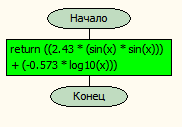 Начало
return ((2.43 * (sin(x) * sin(x)))
+ (-0.573 * log10(x)))
Конец